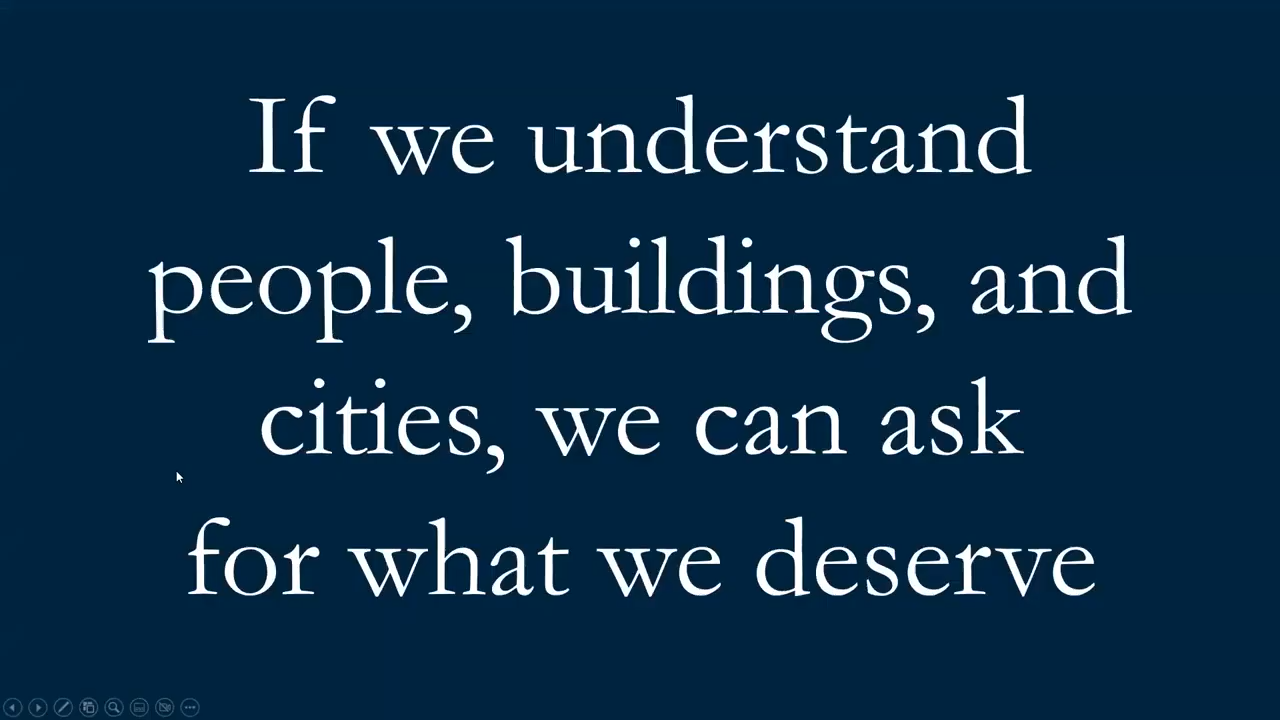 If we understand
people, buildings, and
cities, we can ask
for what we deserve